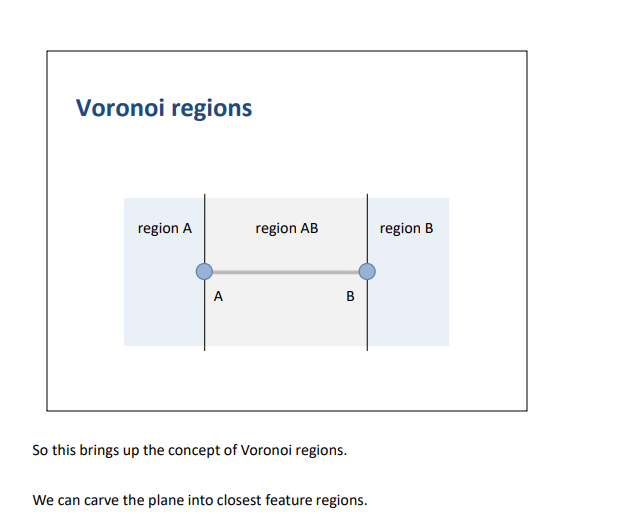 Voronoi regions
region A
region AB
region B
A
B
So this brings up the concept of Voronoi regions.
We can carve the plane into closest feature regions.